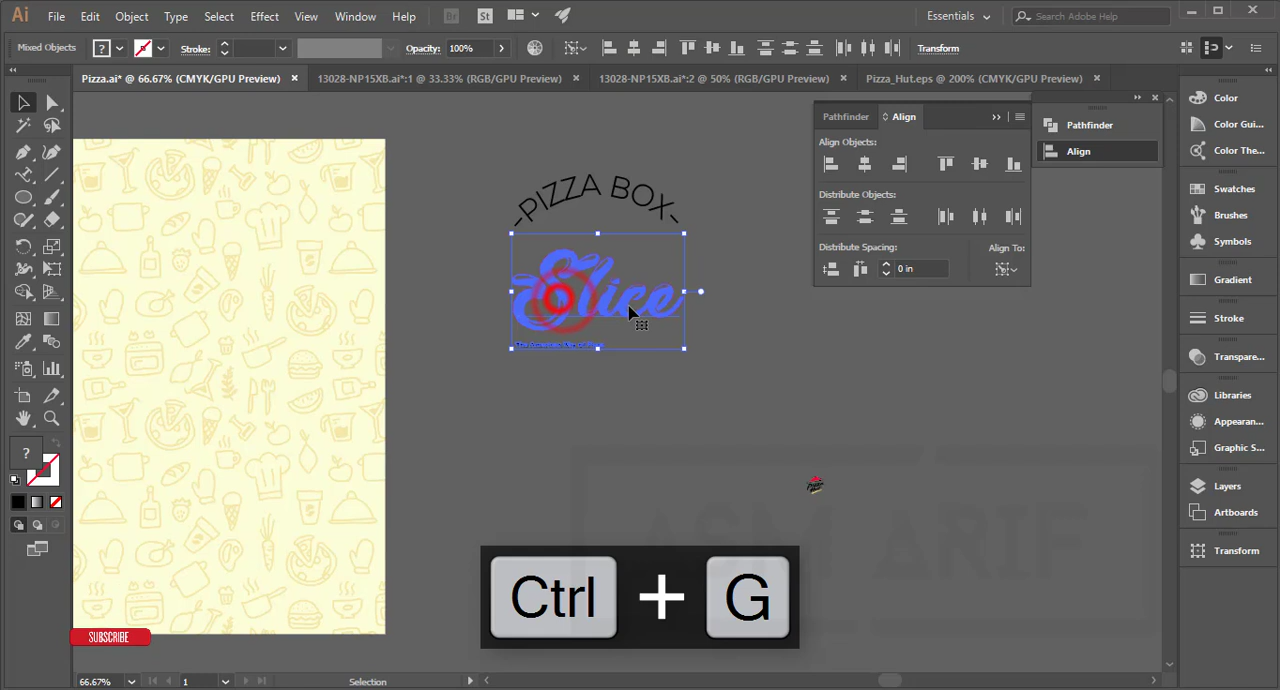 Ai File Edit Object Type Select Effect View Window Help Br St Essentials Search Adobe Help
Mixed Objects ? Stroke: Opacity: 100% Transform
Pizza.ai* @ 66.67% (CMYK/GPU Preview) × 13028-NP15XB.ai*:1 @ 33.33% (RGB/GPU Preview) × 13028-NP15XB.ai*:2 @ 50% (RGB/GPU Preview) × Pizza_Hut.eps @ 200% (CMYK/GPU Preview) ×
Pathfinder Align
Align Objects:
Distribute Objects:
Distribute Spacing: Align To:
0 in
Pathfinder
Align
Color
Color Gui...
Color The...
Swatches
Brushes
Symbols
Gradient
Stroke
Transpare...
Libraries
Appearan...
Graphic S...
Layers
Artboards
Transform
-PIZZA BOX-
Slice
ASM ARIF
?
Ctrl + G
SUBSCRIBE
66.67% 1 Selection